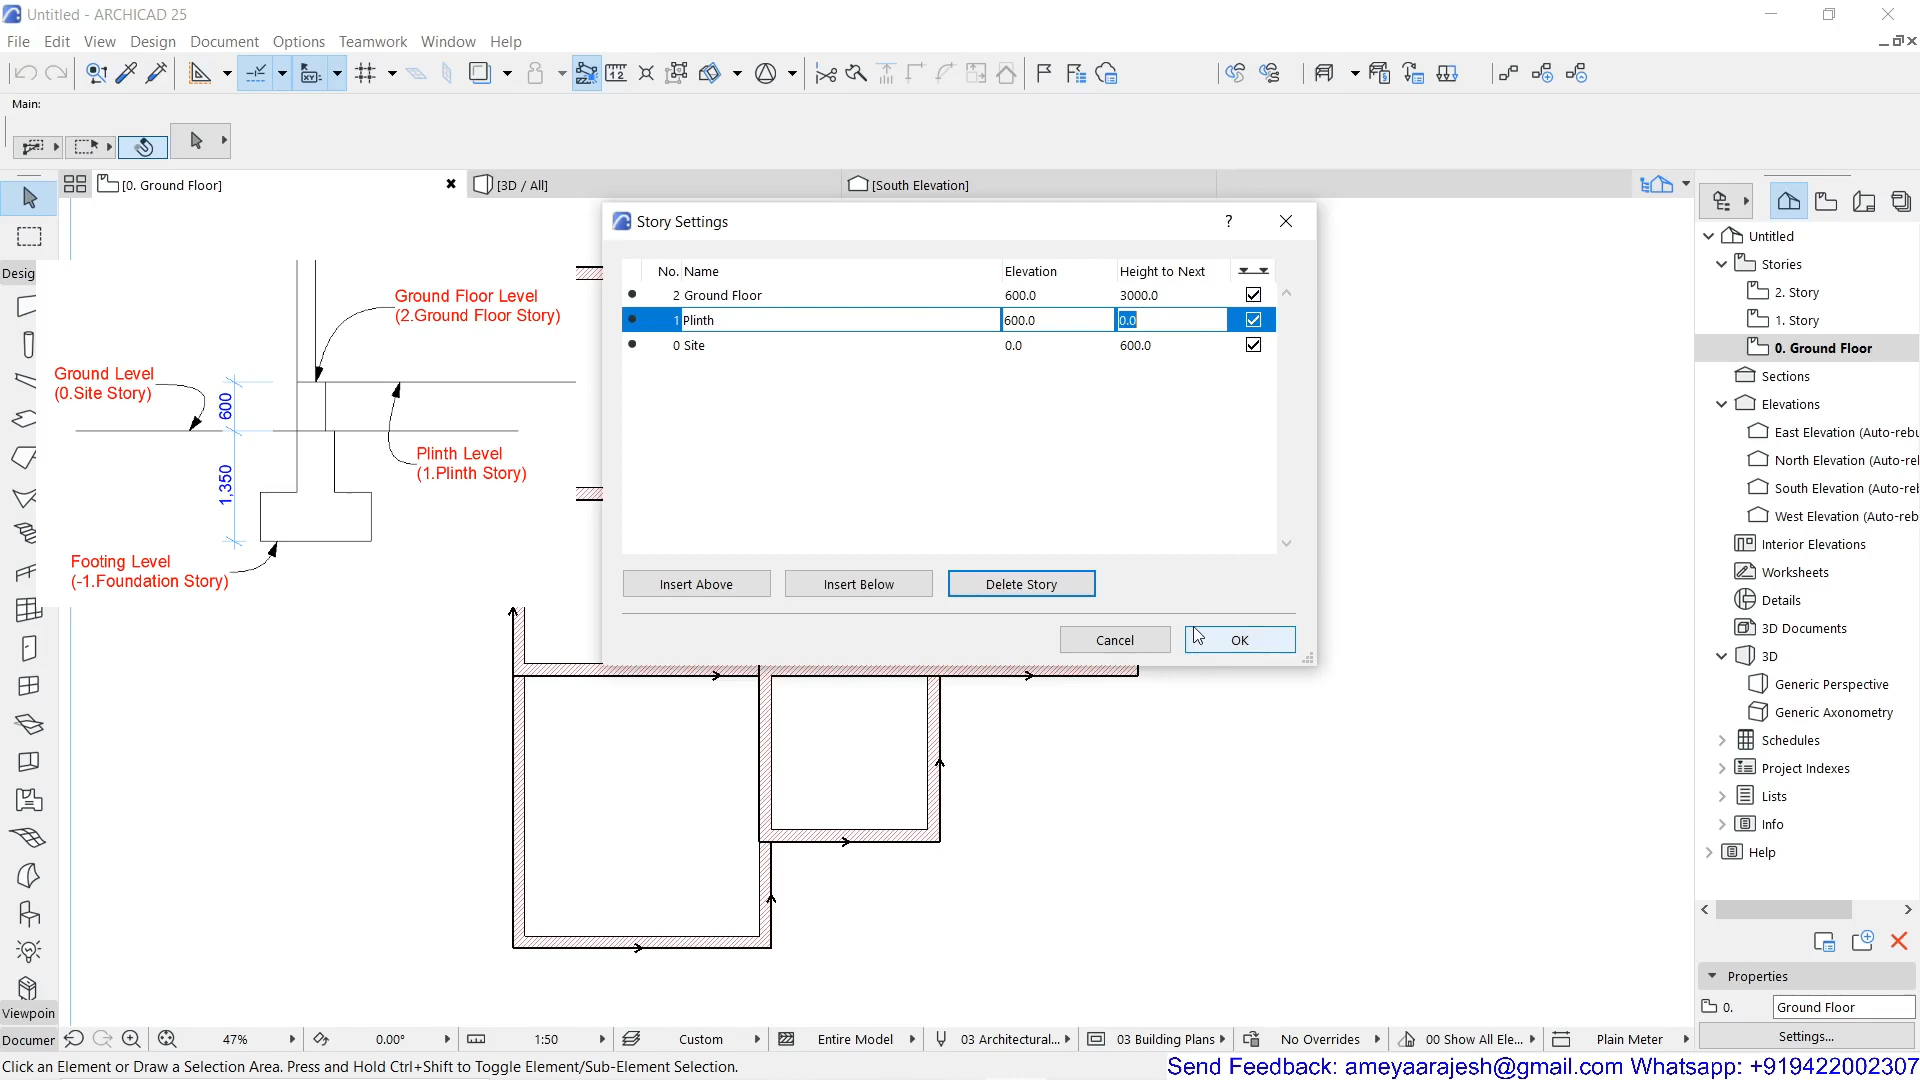 Untitled - ARCHICAD 25
File Edit View Design Document Options Teamwork Window Help
Main:
[0. Ground Floor]
[3D / All]
[South Elevation]
Desig
Viewpoin
Documer
Ground Floor Level
(2.Ground Floor Story)
Ground Level
(0.Site Story)
600
Plinth Level
(1.Plinth Story)
1,350
Footing Level
(-1.Foundation Story)
Story Settings
?
No. Name Elevation Height to Next
2 Ground Floor 600.0 3000.0
1 Plinth 600.0 0.0
0 Site 0.0 600.0
Insert Above Insert Below Delete Story
Cancel OK
Untitled
Stories
2. Story
1. Story
0. Ground Floor
Sections
Elevations
East Elevation (Auto-rebu
North Elevation (Auto-rel
South Elevation (Auto-rel
West Elevation (Auto-reb
Interior Elevations
Worksheets
Details
3D Documents
3D
Generic Perspective
Generic Axonometry
Schedules
Project Indexes
Lists
Info
Help
Properties
0. Ground Floor
Settings...
47% 0.00° 1:50 Custom Entire Model 03 Architectural... 03 Building Plans No Overrides 00 Show All Ele... Plain Meter
Click an Element or Draw a Selection Area. Press and Hold Ctrl+Shift to Toggle Element/Sub-Element Selection.
Send Feedback: ameyaarajesh@gmail.com Whatsapp: +919422002307